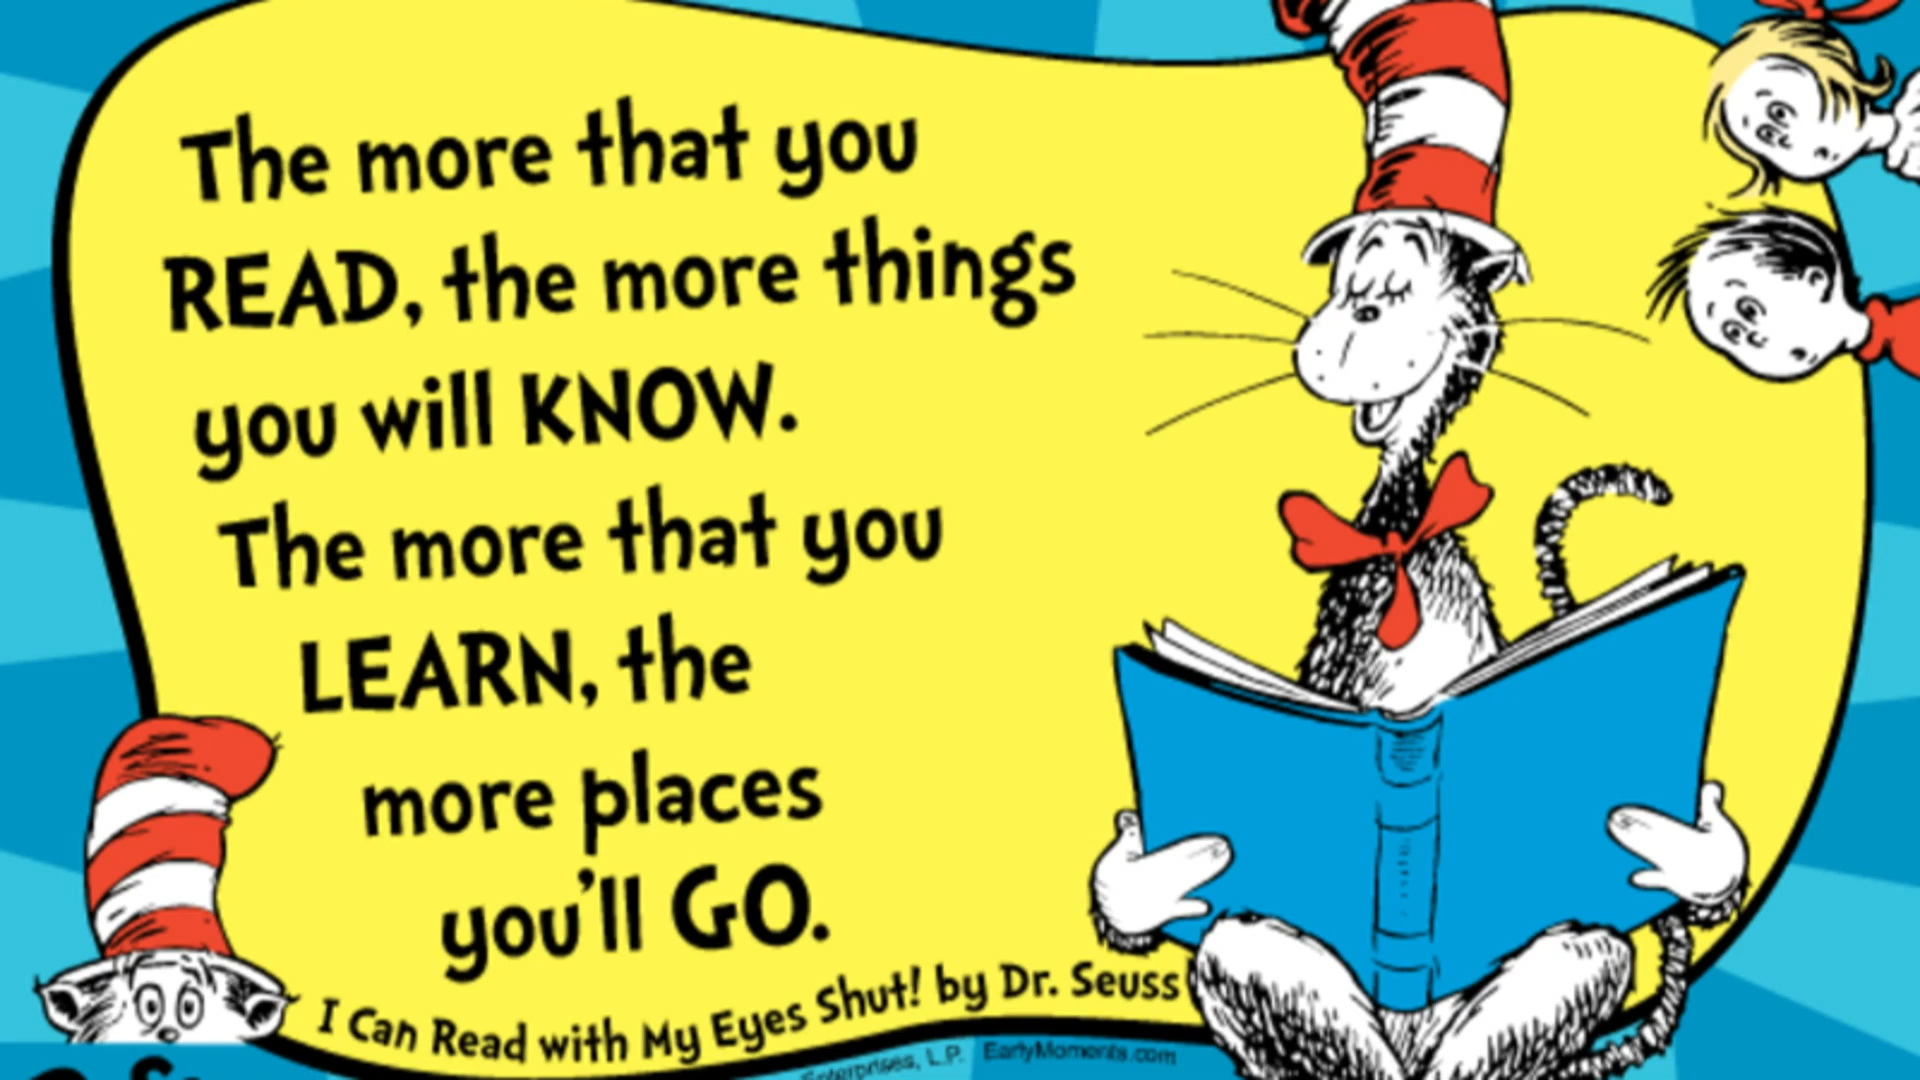 The more that you
READ, the more things
you will KNOW.
The more that you
LEARN, the
more places
you'll GO.
I Can Read with My Eyes Shut! by Dr. Seuss
Enterprises, L.P. EarlyMoments.com